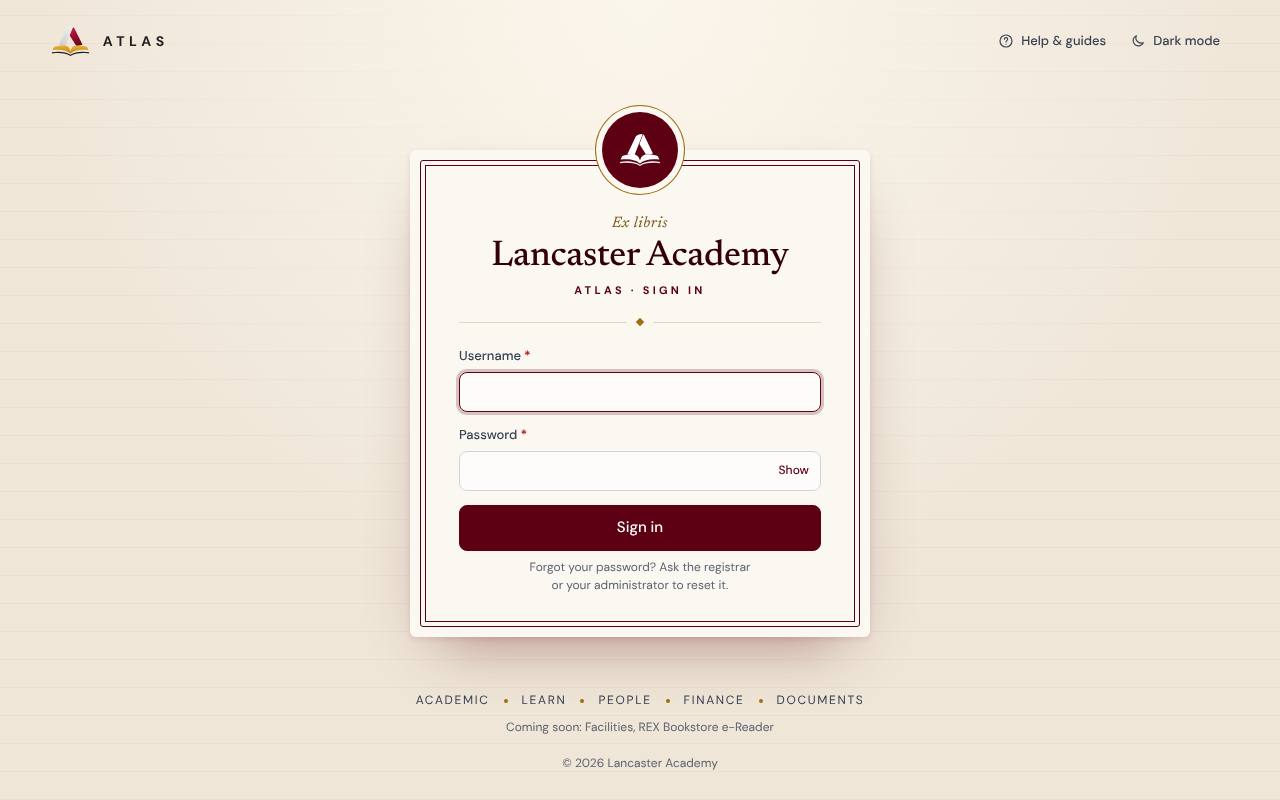 ATLAS
Help & guides
Dark mode
Ex libris
Lancaster Academy
ATLAS · SIGN IN
Username *
Password *
Show
Sign in
Forgot your password? Ask the registrar
or your administrator to reset it.
ACADEMIC • LEARN • PEOPLE • FINANCE • DOCUMENTS
Coming soon: Facilities, REX Bookstore e-Reader
© 2026 Lancaster Academy